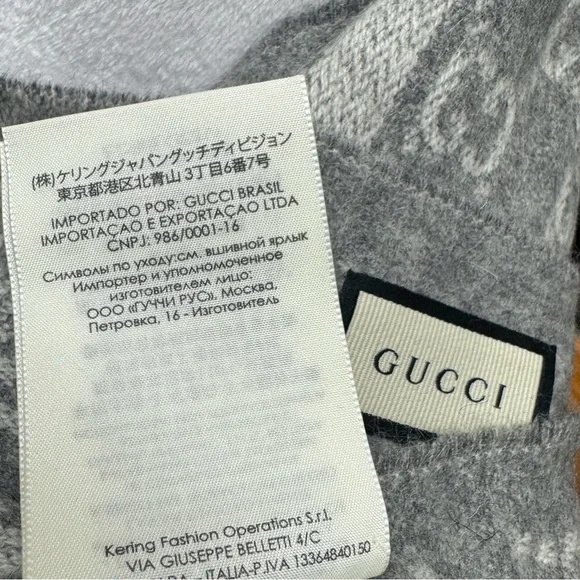 (株)ケリングジャパングッチディビジョン
東京都港区北青山 3丁目6番7号
IMPORTADO POR: GUCCI BRASIL
IMPORTAÇAO E EXPORTAÇAO LTDA
CNPJ: 986/0001-16
Символы по уходу:см. вшивной ярлык
Импортер и уполномоченное
изготовителем лицо:
ООО «ГУЧЧИ РУС», Москва,
Петровка, 16 - Изготовитель
Kering Fashion Operations S.r.l.
VIA GIUSEPPE BELLETTI 4/C
- ITALIA - P.IVA 13364840150
GUCCI